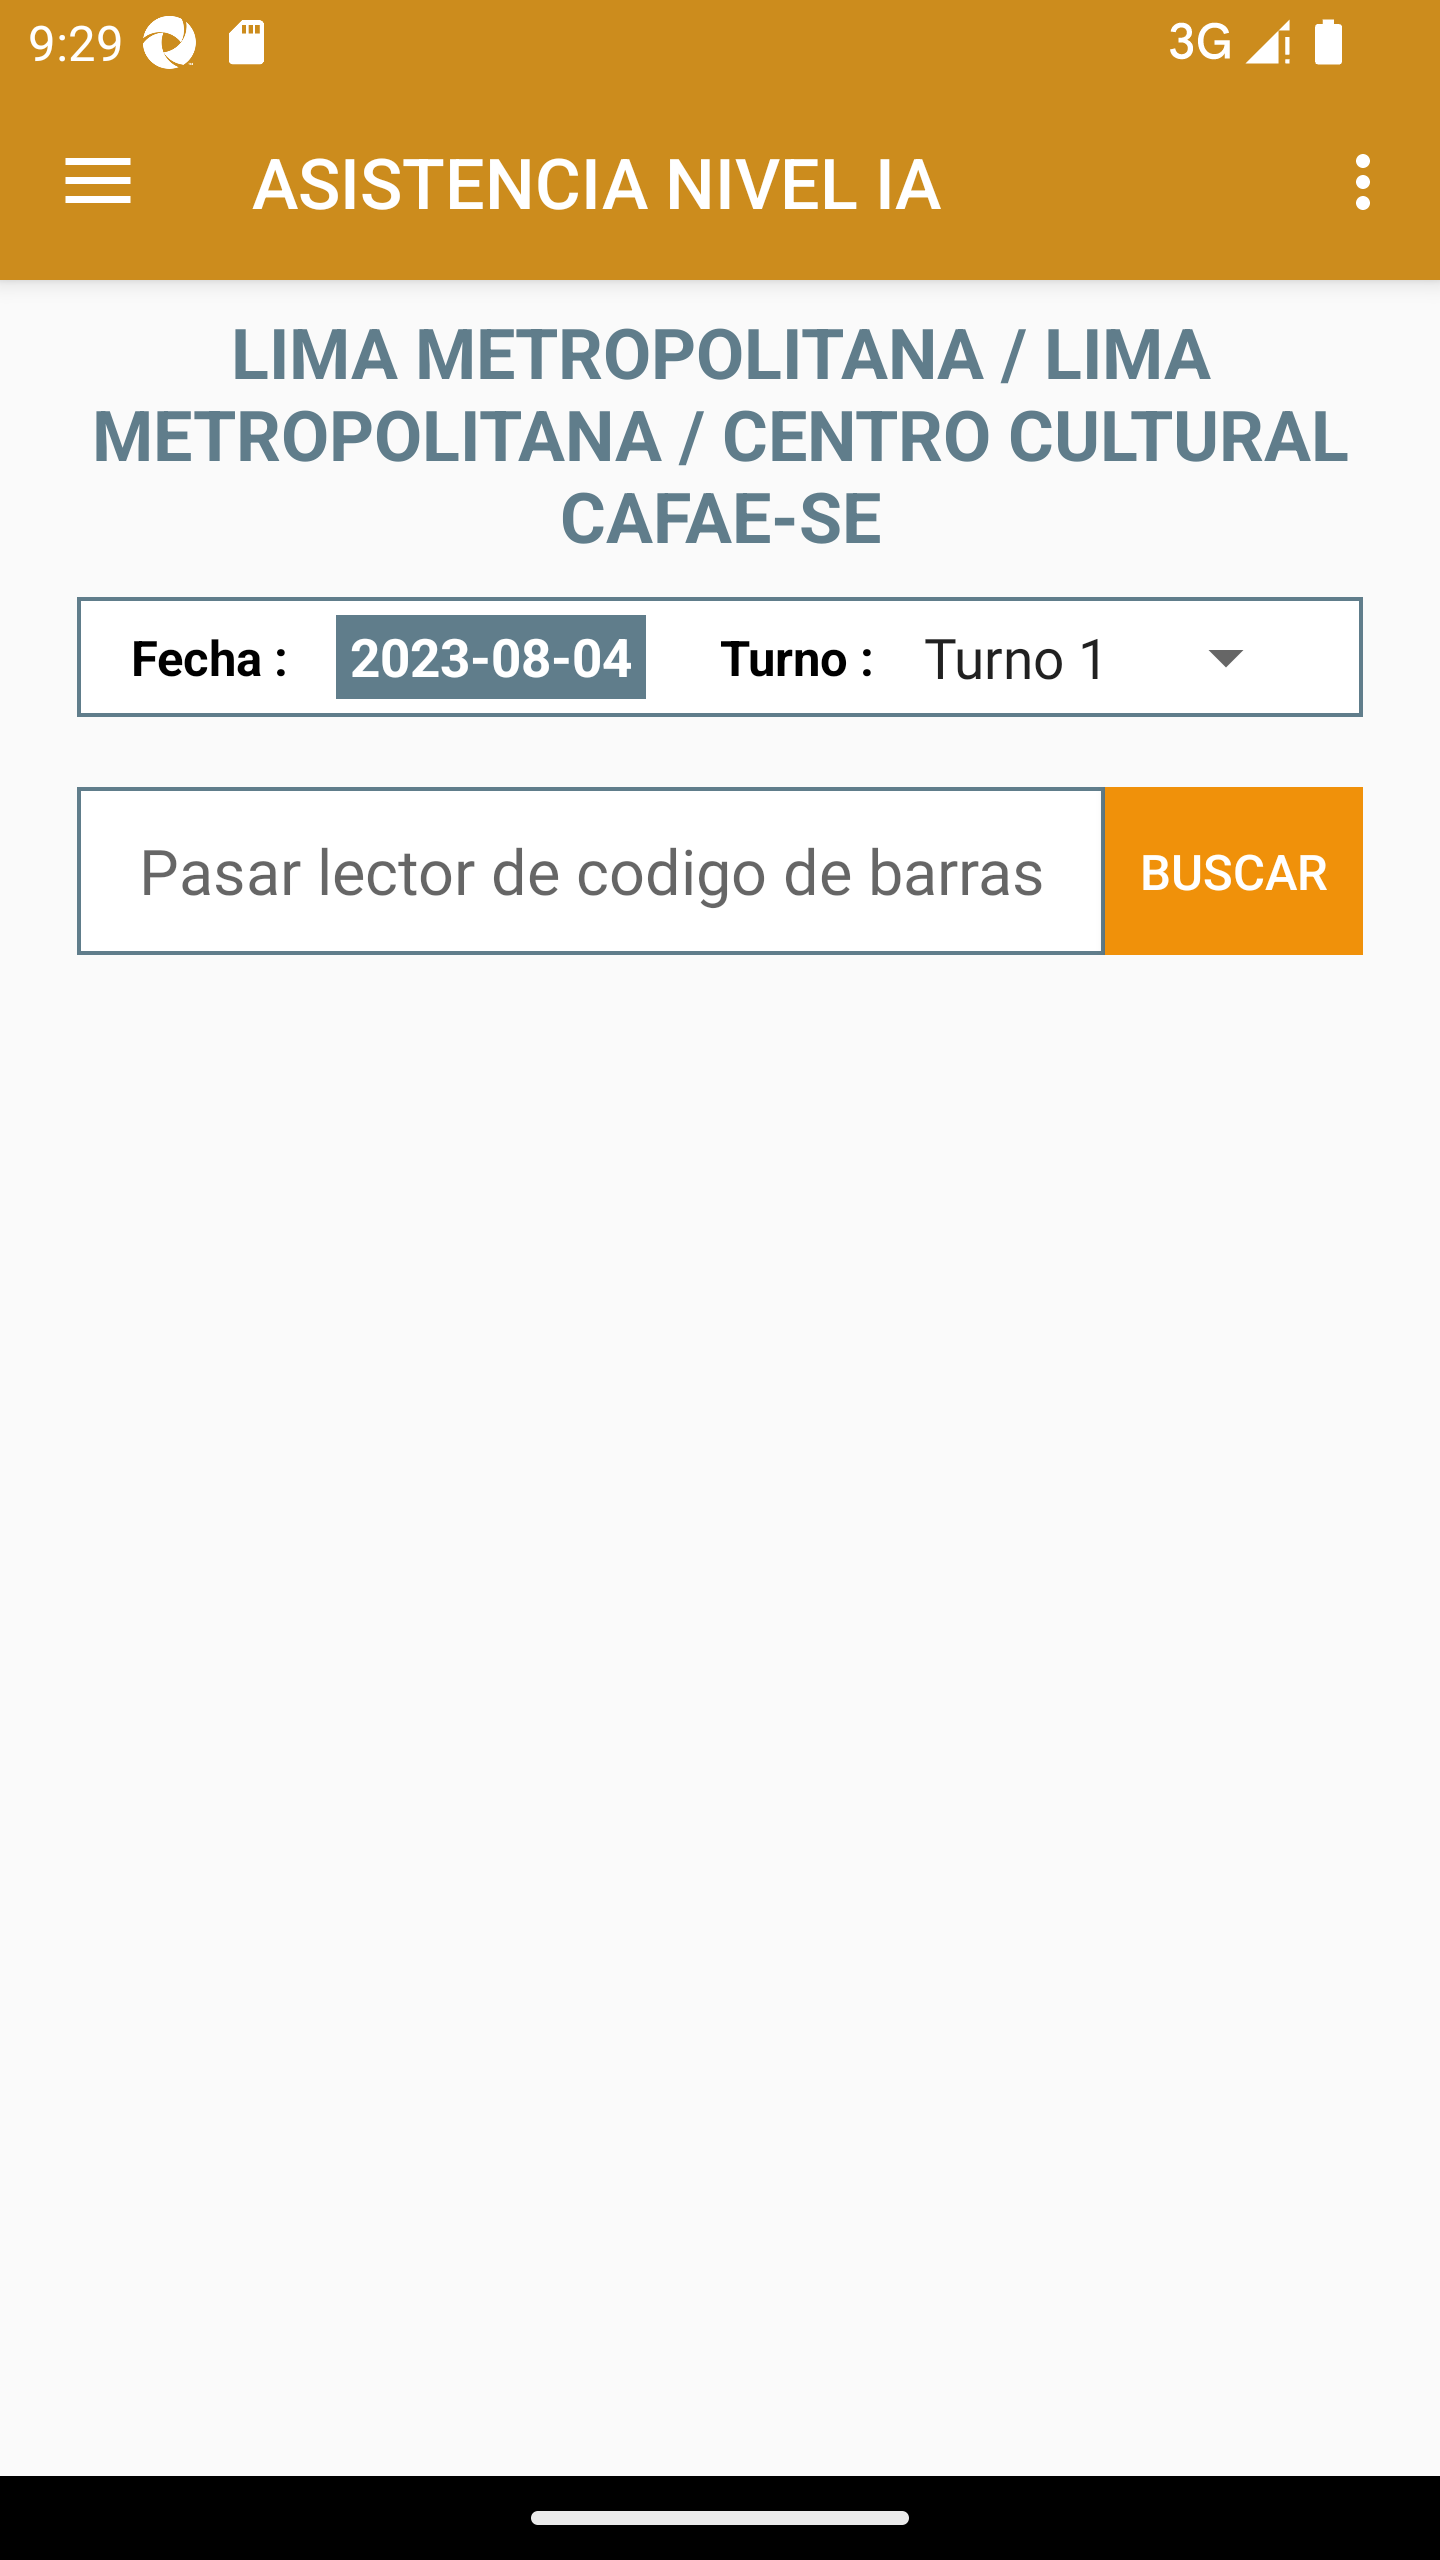 9:29
3G
ASISTENCIA NIVEL IA
LIMA METROPOLITANA / LIMA
METROPOLITANA / CENTRO CULTURAL
CAFAE-SE
Fecha : 2023-08-04 Turno : Turno 1
Pasar lector de codigo de barras BUSCAR